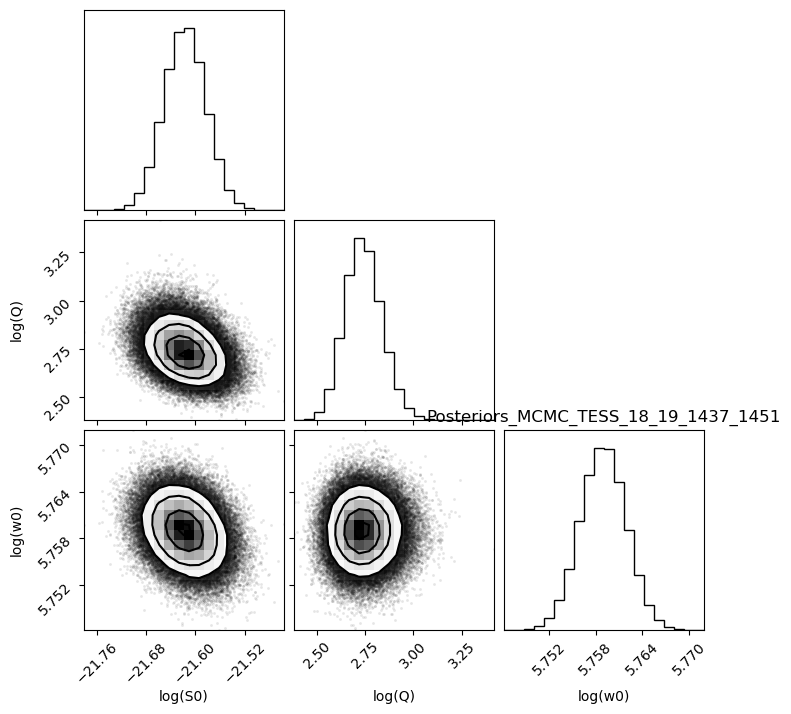 log(Q)
3.25
3.00
2.75
2.50
Posteriors_MCMC_TESS_18_19_1437_1451
log(w0)
5.770
5.764
5.758
5.752
−21.76 −21.68 −21.60 −21.52
2.50 2.75 3.00 3.25
5.752 5.758 5.764 5.770
log(S0) log(Q) log(w0)